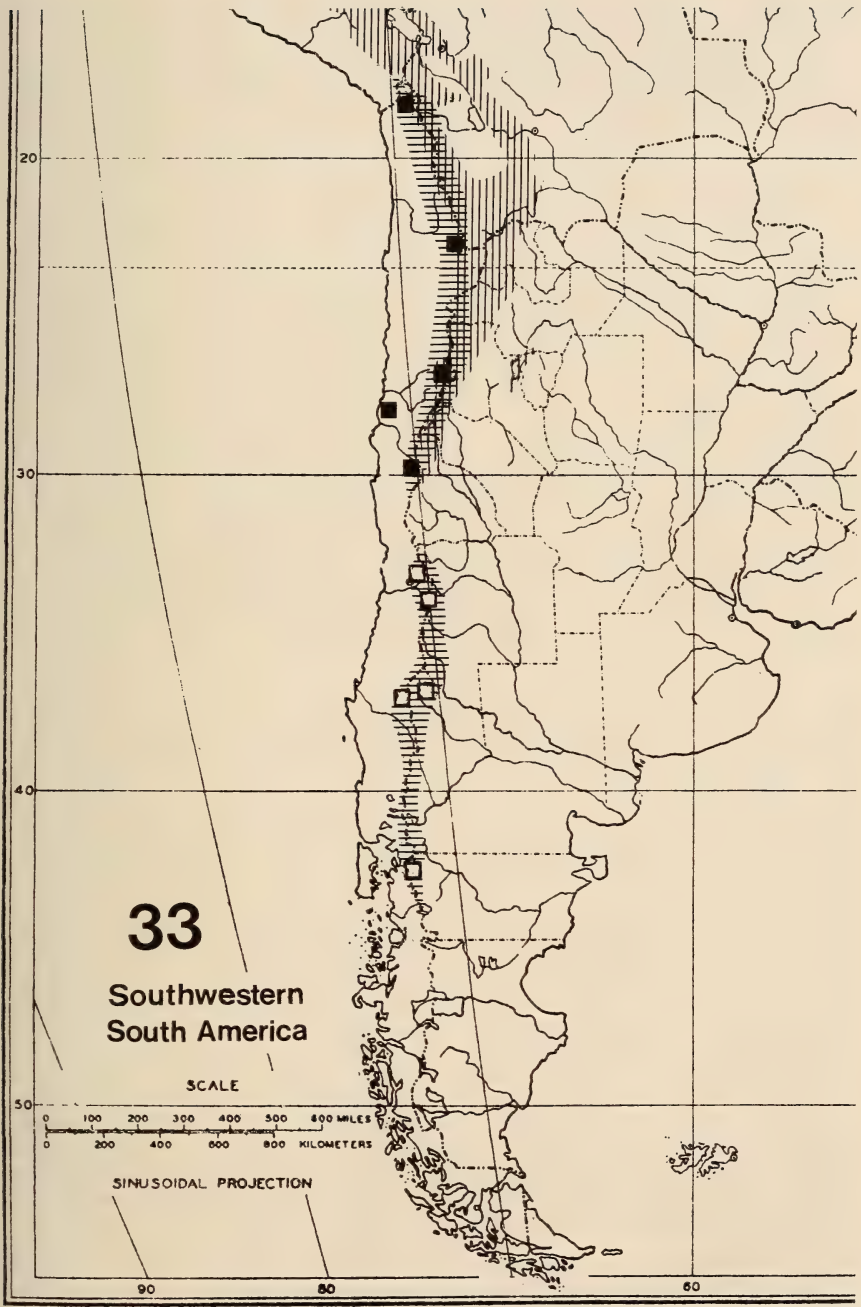 20
30
40
33
Southwestern
South America
SCALE
50
0 100 200 300 400 500 600 MILES
0 200 400 600 800 KILOMETERS
SINUSOIDAL PROJECTION
90 80 60